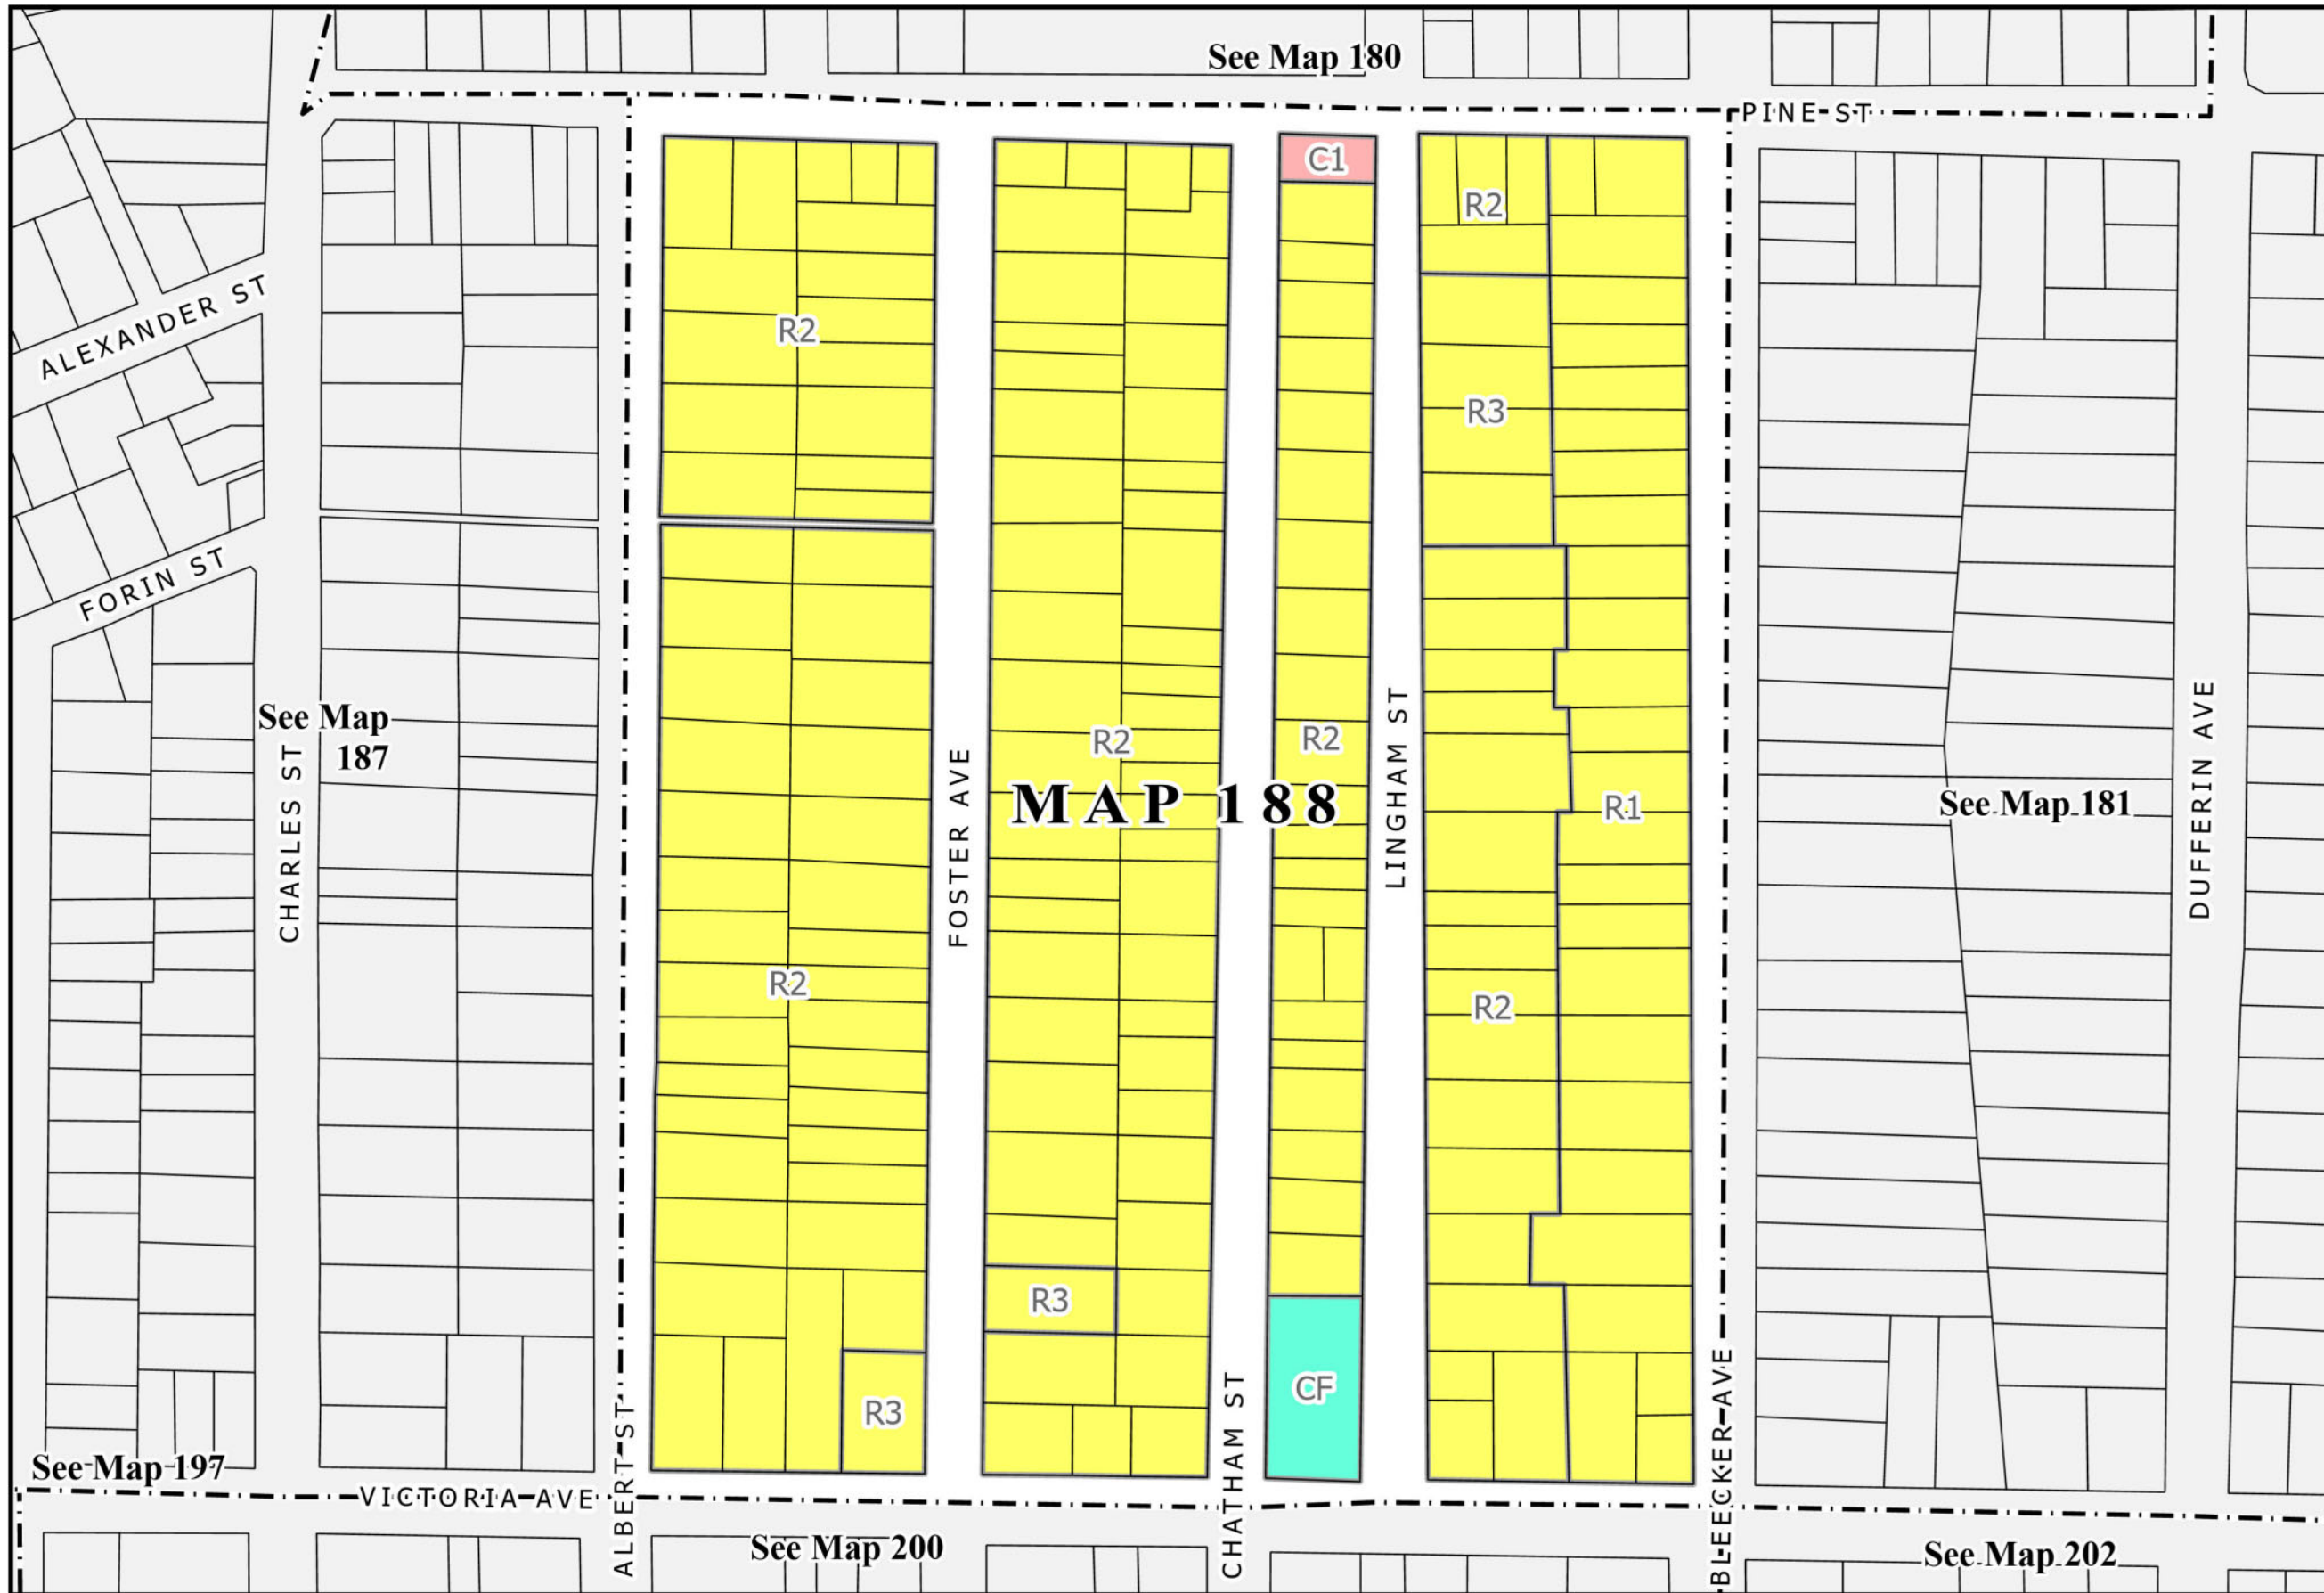 See Map 180
PINE ST
C1
R2
ALEXANDER ST
R2
R3
FORIN ST
See Map
187
CHARLES ST
FOSTER AVE
R2
R2
LINGHAM ST
MAP 188
R1
See Map 181
DUFFERIN AVE
R2
R2
R3
CF
R3
See Map 197
VICTORIA AVE
ALBERT ST
CHATHAM ST
BLEECKER AVE
See Map 200
See Map 202